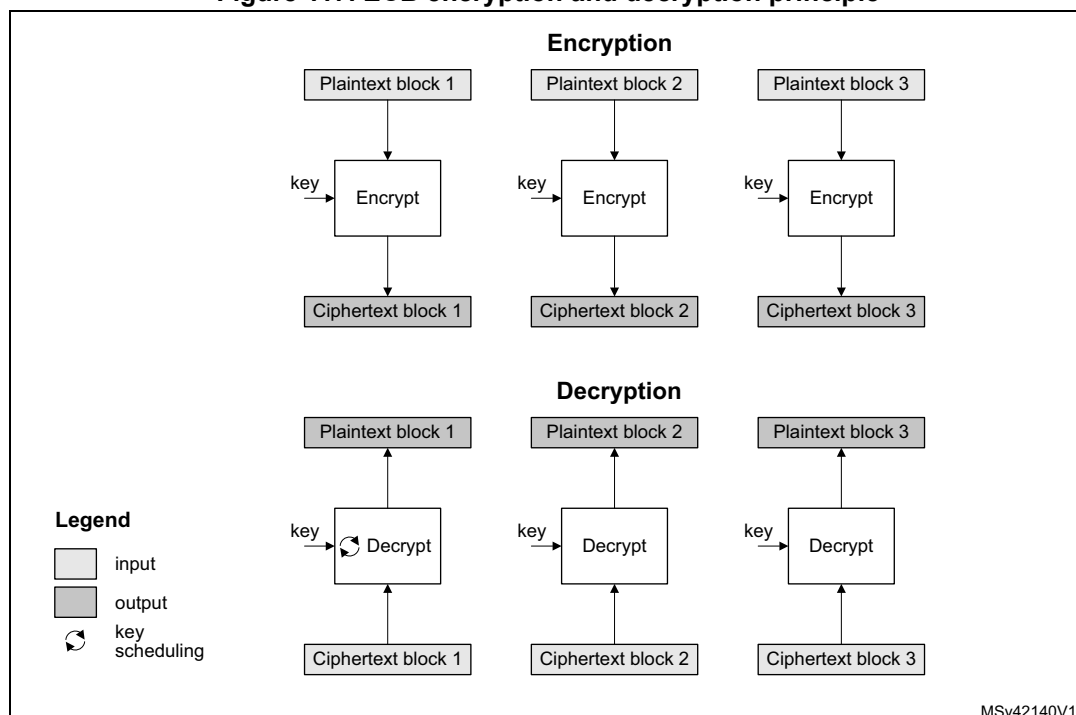 Encryption
Plaintext block 1 Plaintext block 2 Plaintext block 3
key Encrypt key Encrypt key Encrypt
Ciphertext block 1 Ciphertext block 2 Ciphertext block 3
Decryption
Plaintext block 1 Plaintext block 2 Plaintext block 3
Legend
key Decrypt key Decrypt key Decrypt
input
output
key
scheduling
Ciphertext block 1 Ciphertext block 2 Ciphertext block 3
MSv42140V1